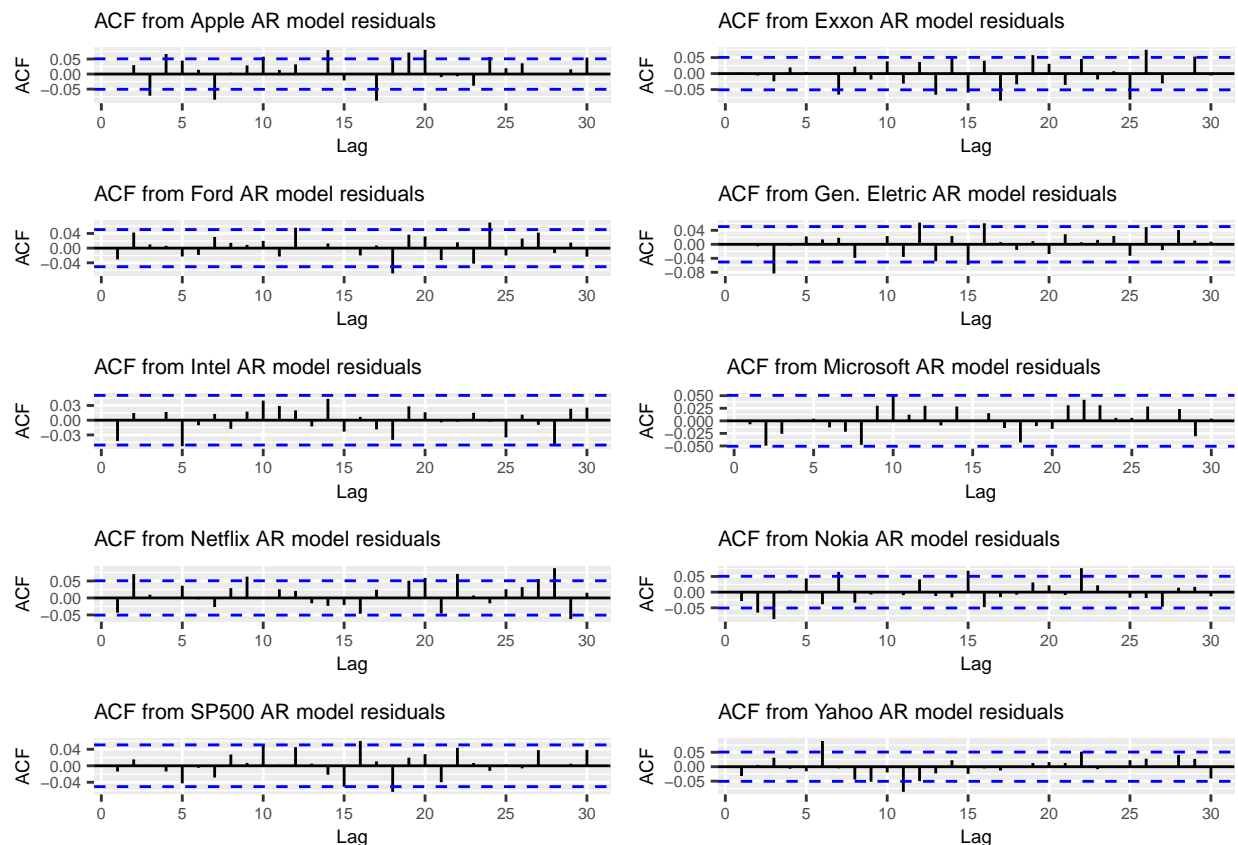 ACF from Apple AR model residuals
ACF
0.05
0.00
−0.05
0 5 10 15 20 25 30
Lag
ACF from Exxon AR model residuals
ACF
0.05
0.00
−0.05
0 5 10 15 20 25 30
Lag
ACF from Ford AR model residuals
ACF
0.04
0.00
−0.04
0 5 10 15 20 25 30
Lag
ACF from Gen. Eletric AR model residuals
ACF
0.04
0.00
−0.04
−0.08
0 5 10 15 20 25 30
Lag
ACF from Intel AR model residuals
ACF
0.03
0.00
−0.03
0 5 10 15 20 25 30
Lag
ACF from Microsoft AR model residuals
ACF
0.050
0.025
0.000
−0.025
−0.050
0 5 10 15 20 25 30
Lag
ACF from Netflix AR model residuals
ACF
0.05
0.00
−0.05
0 5 10 15 20 25 30
Lag
ACF from Nokia AR model residuals
ACF
0.05
0.00
−0.05
0 5 10 15 20 25 30
Lag
ACF from SP500 AR model residuals
ACF
0.04
0.00
−0.04
0 5 10 15 20 25 30
Lag
ACF from Yahoo AR model residuals
ACF
0.05
0.00
−0.05
0 5 10 15 20 25 30
Lag